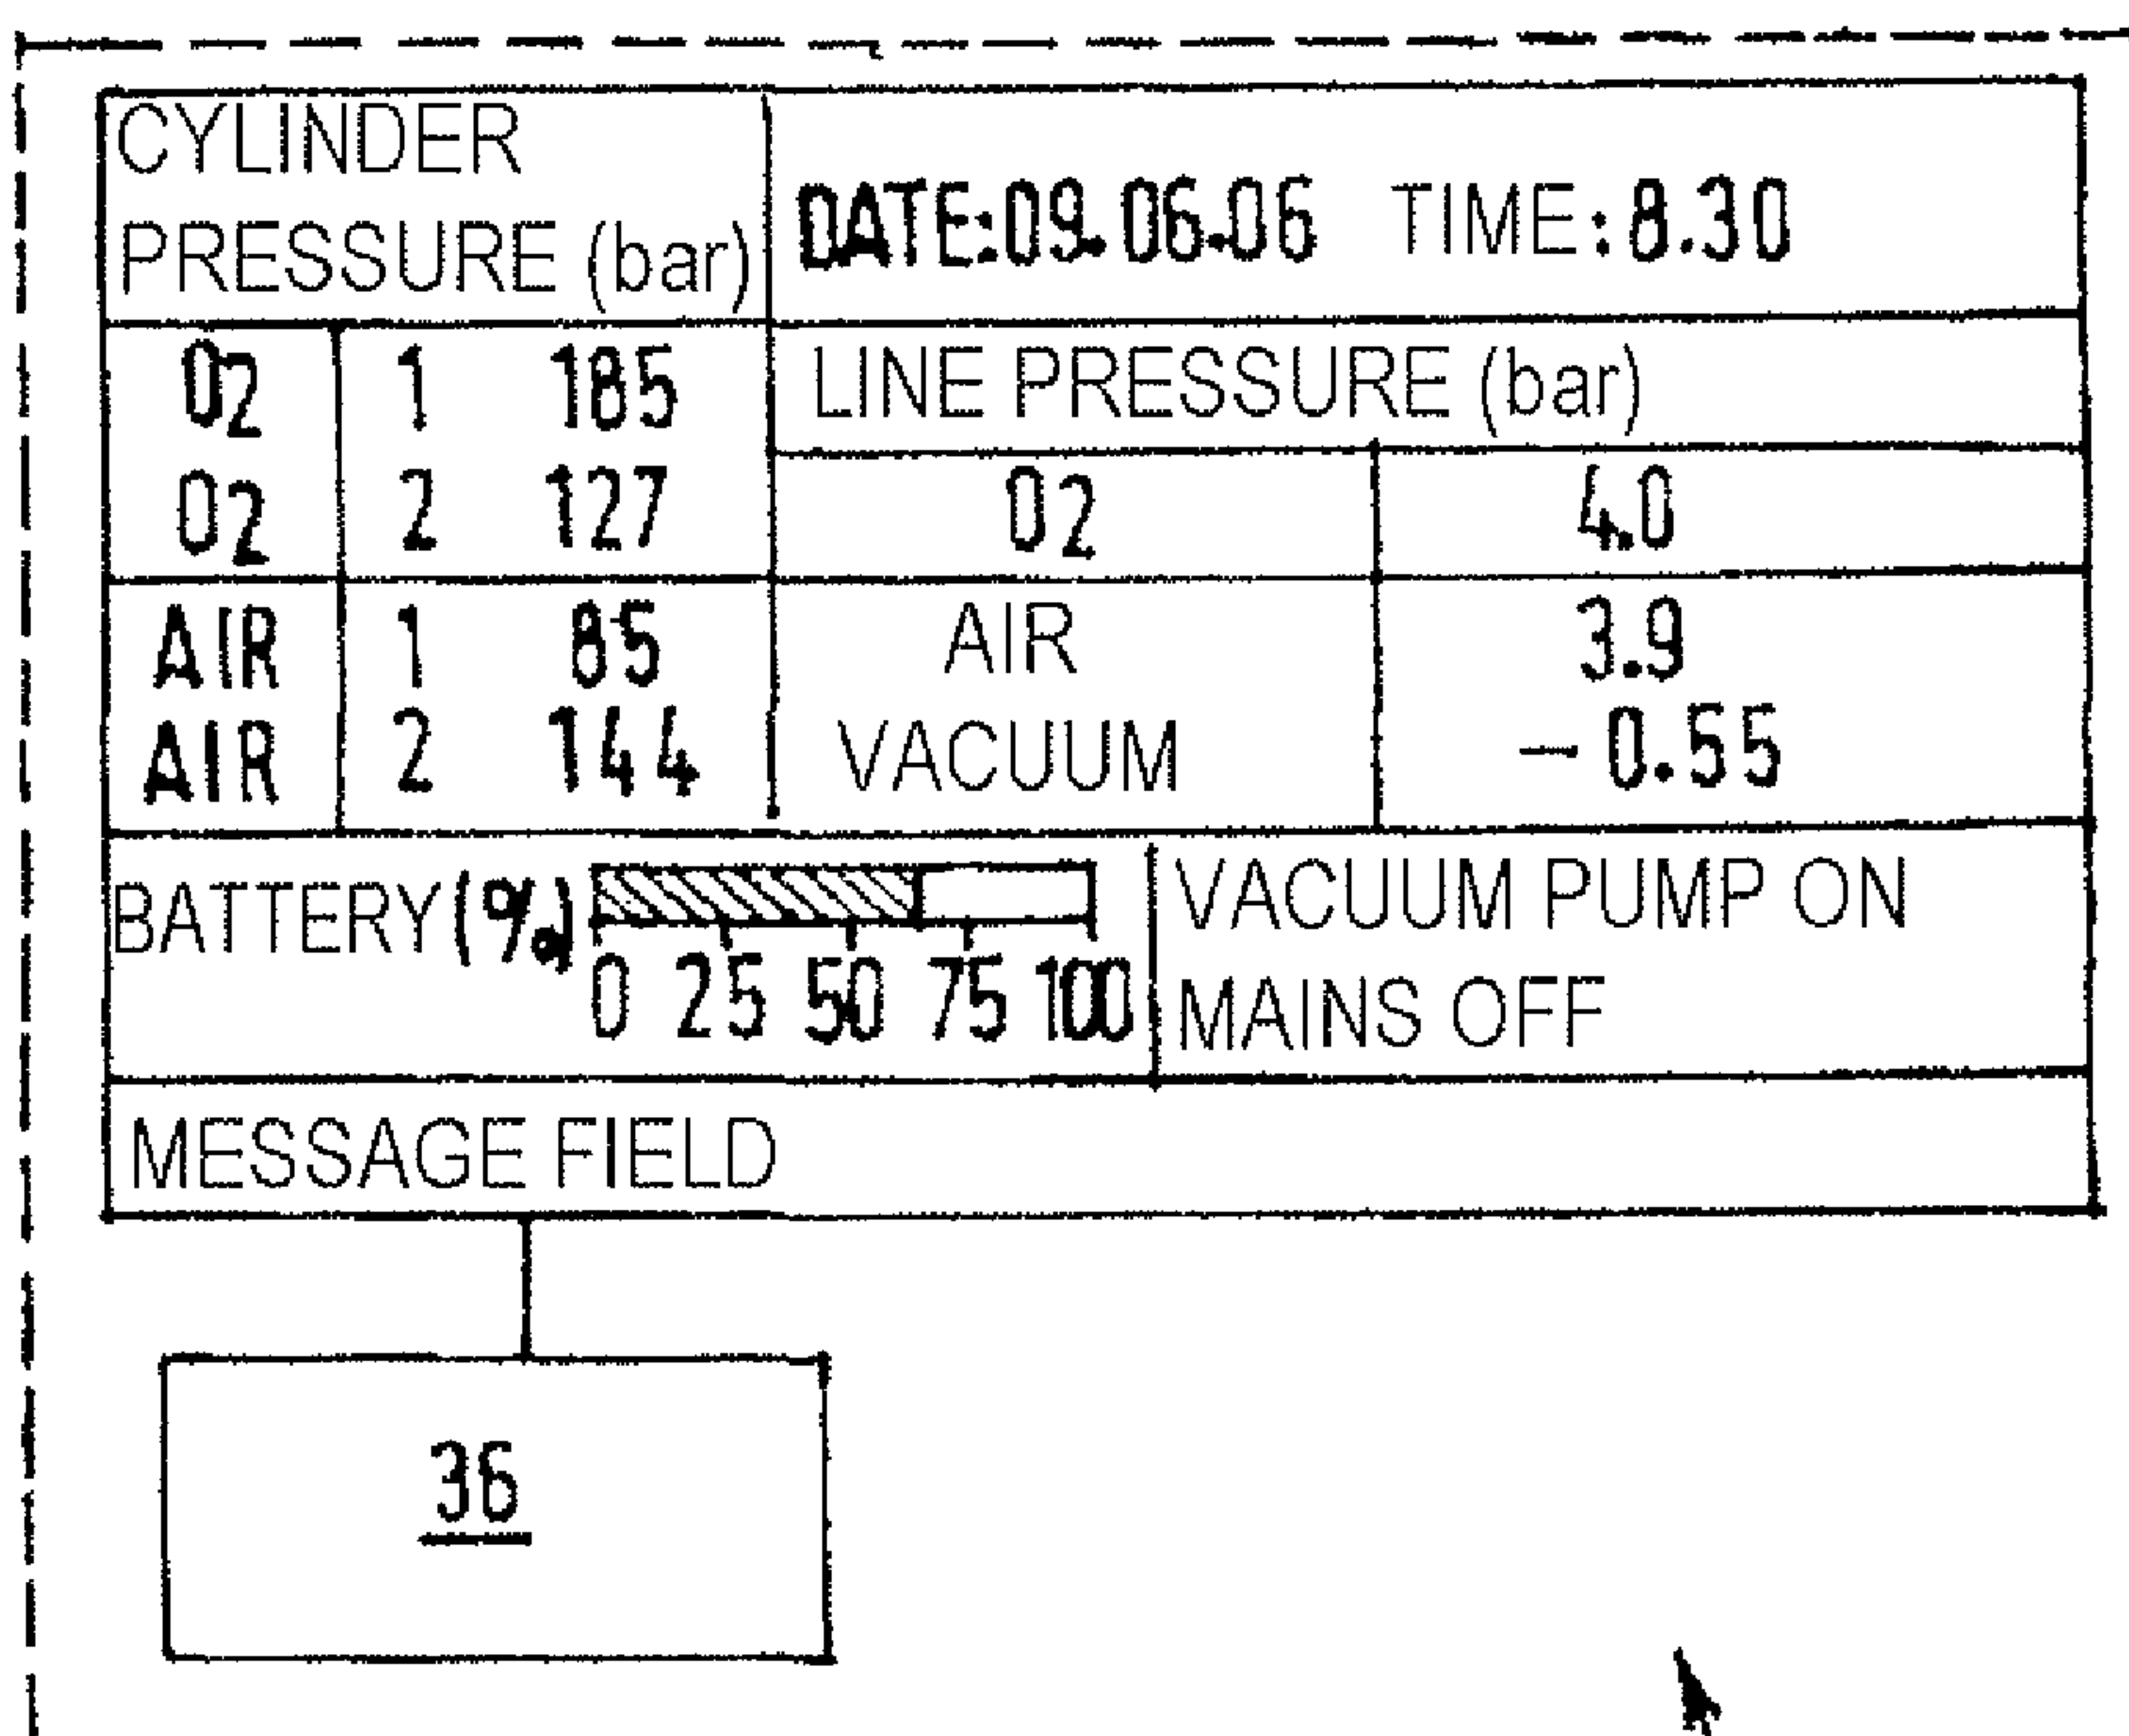 CYLINDER
PRESSURE (bar)
DATE:09.06.06 TIME:8.30
O2 1 185
O2 2 127
LINE PRESSURE (bar)
O2 4.0
AIR 1 85
AIR 2 144
AIR 3.9
VACUUM -0.55
BATTERY(%)
0 25 50 75 100
VACUUM PUMP ON
MAINS OFF
MESSAGE FIELD
36